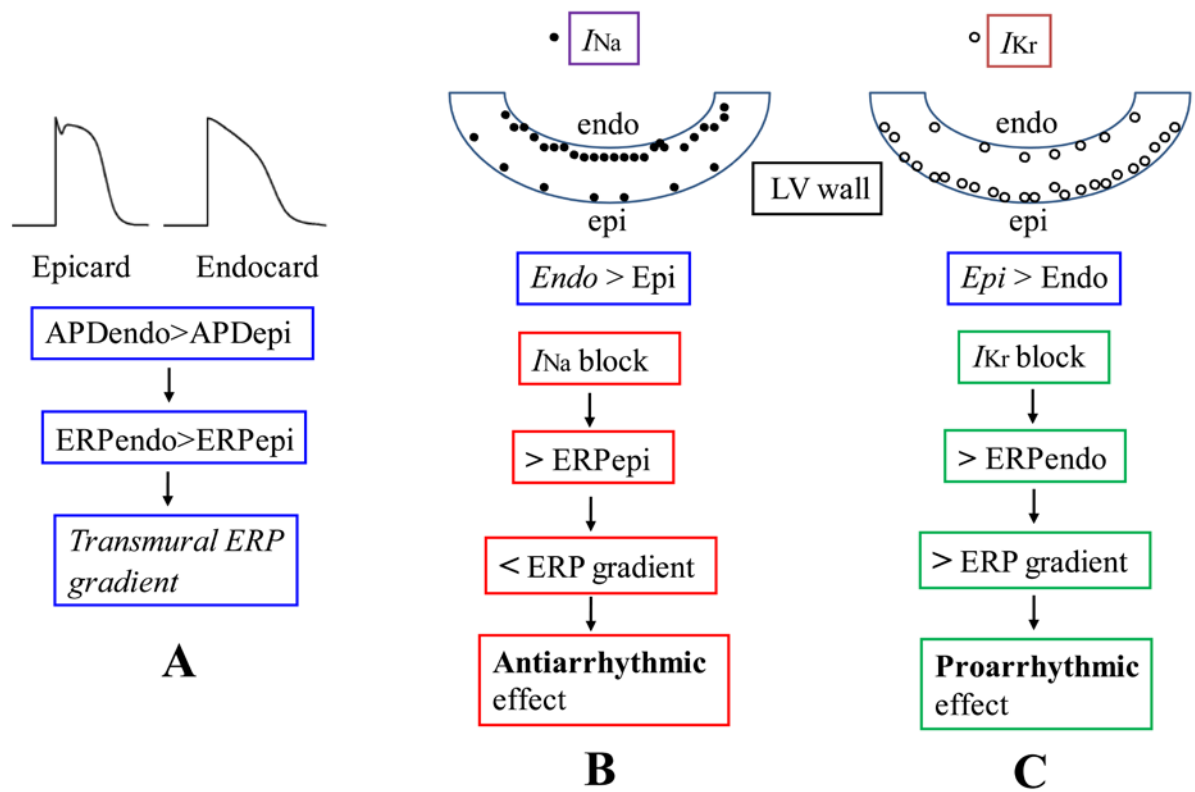 Epicard
Endocard
APDendo>APDepi
ERPendo>ERPepi
Transmural ERP
gradient
A
INa
endo
epi
Endo > Epi
INa block
> ERPepi
< ERP gradient
Antiarrhythmic
effect
B
LV wall
IKr
endo
epi
Epi > Endo
IKr block
> ERPendo
> ERP gradient
Proarrhythmic
effect
C